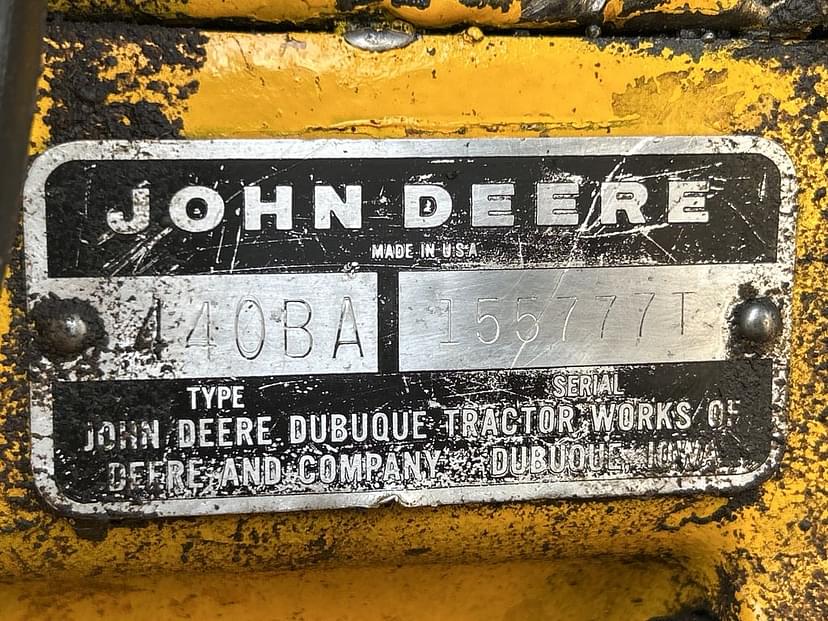 JOHN DEERE
MADE IN U.S.A.
440BA 155777T
TYPE SERIAL
JOHN DEERE DUBUQUE TRACTOR WORKS OF
DEERE AND COMPANY DUBUQUE, IOWA